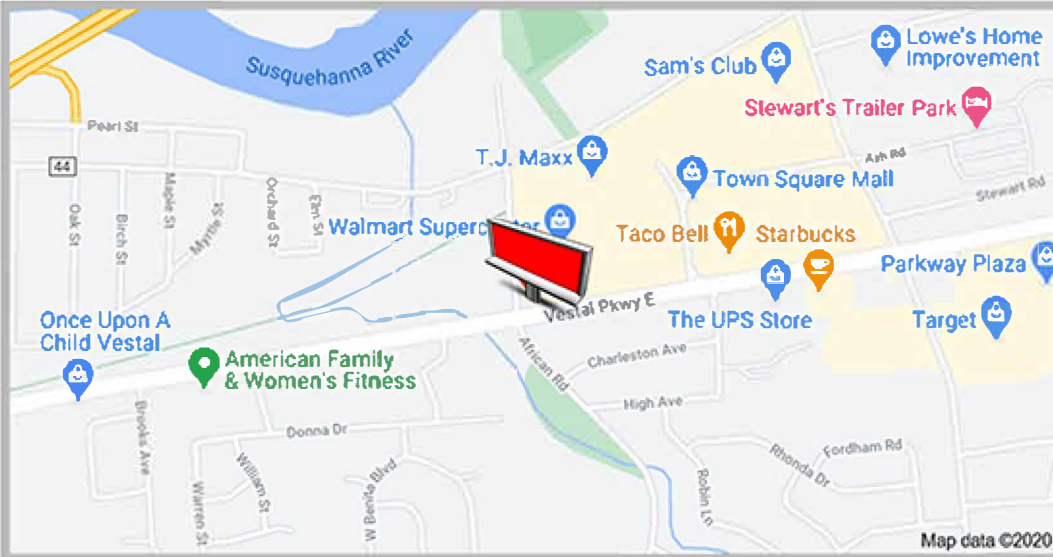 Susquehanna River
Lowe's Home
Improvement
Sam's Club
Stewart's Trailer Park
Pearl St
T.J. Maxx
Ash Rd
44
Town Square Mall
Stewart Rd
Maple St
Orchard St
Elm St
Oak St
Birch St
Myrtle St
Walmart Superc
ter
Taco Bell
Starbucks
Parkway Plaza
Vestal Pkwy E
The UPS Store
Target
Once Upon A
Child Vestal
American Family
& Women's Fitness
African Rd
Charleston Ave
High Ave
Brooks Ave
Donna Dr
Fordham Rd
Rhonda Dr
William St
Warren St
W Benita Blvd
Robin Ln
Map data ©2020